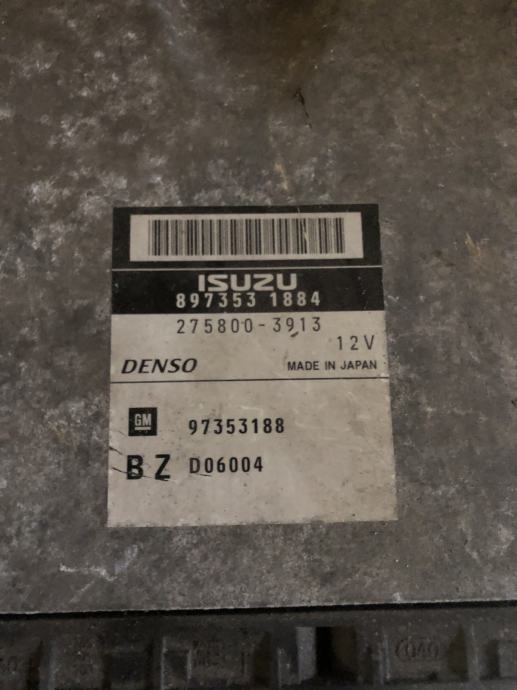 ISUZU
897353 1884
275800-3913
12V
DENSO MADE IN JAPAN
GM 97353188
BZ D06004